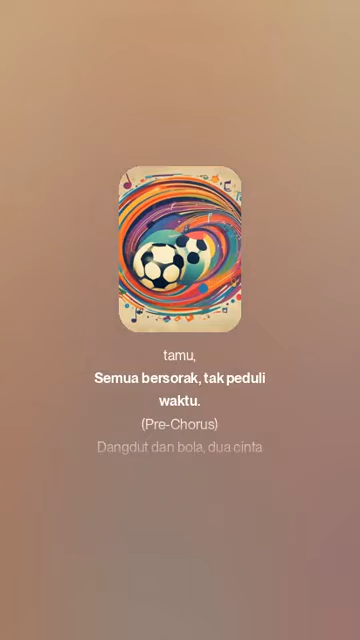 tamu,
Semua bersorak, tak peduli
waktu.
(Pre-Chorus)
Dangdut dan bola, dua cinta